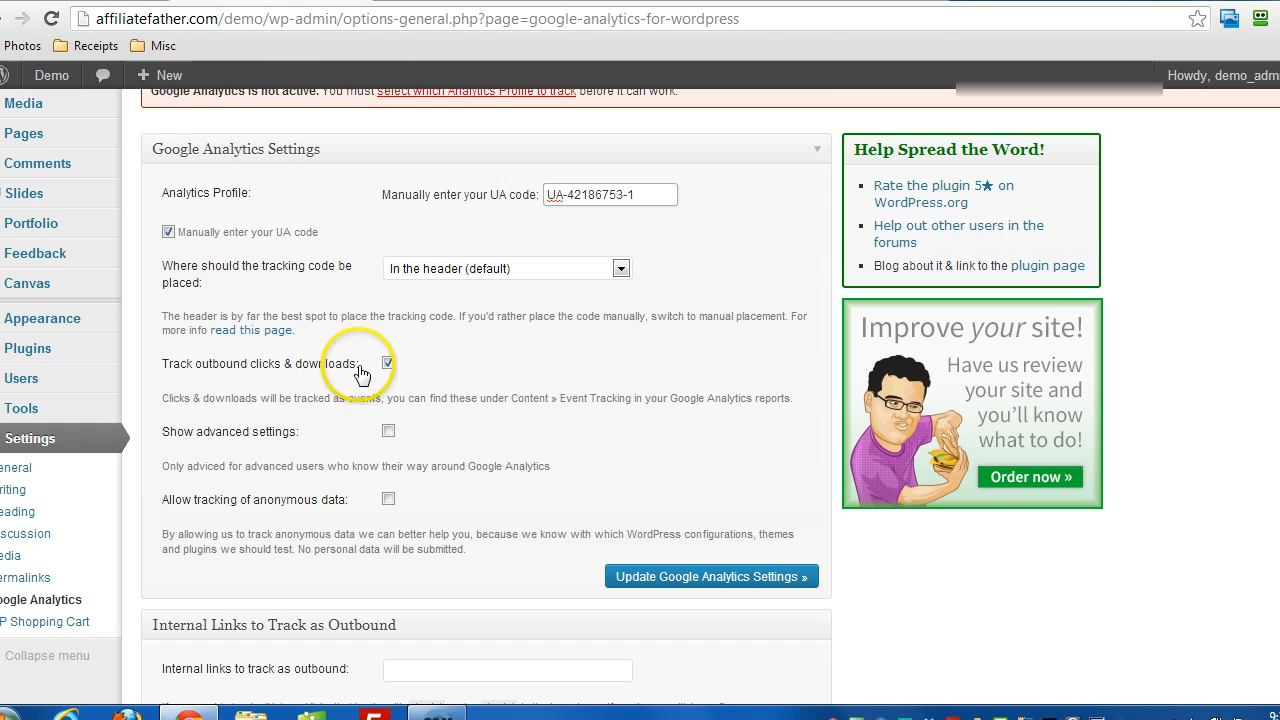 affiliatefather.com/demo/wp-admin/options-general.php?page=google-analytics-for-wordpress
Photos Receipts Misc
Demo + New Howdy, demo_adm
Google Analytics is not active. You must select which Analytics Profile to track before it can work.
Media
Pages
Comments
Slides
Portfolio
Feedback
Canvas
Appearance
Plugins
Users
Tools
Settings
eneral
riting
eading
scussion
edia
ermalinks
oogle Analytics
P Shopping Cart
Collapse menu
Google Analytics Settings
Analytics Profile: Manually enter your UA code: UA-42186753-1
Manually enter your UA code
Where should the tracking code be
placed:
In the header (default)
The header is by far the best spot to place the tracking code. If you'd rather place the code manually, switch to manual placement. For
more info read this page.
Track outbound clicks & downloads:
Clicks & downloads will be tracked as events, you can find these under Content » Event Tracking in your Google Analytics reports.
Show advanced settings:
Only adviced for advanced users who know their way around Google Analytics
Allow tracking of anonymous data:
By allowing us to track anonymous data we can better help you, because we know with which WordPress configurations, themes
and plugins we should test. No personal data will be submitted.
Update Google Analytics Settings »
Internal Links to Track as Outbound
Internal links to track as outbound:
Help Spread the Word!
Rate the plugin 5★ on
WordPress.org
Help out other users in the
forums
Blog about it & link to the plugin page
Improve your site!
Have us review
your site and
you'll know
what to do!
Order now »